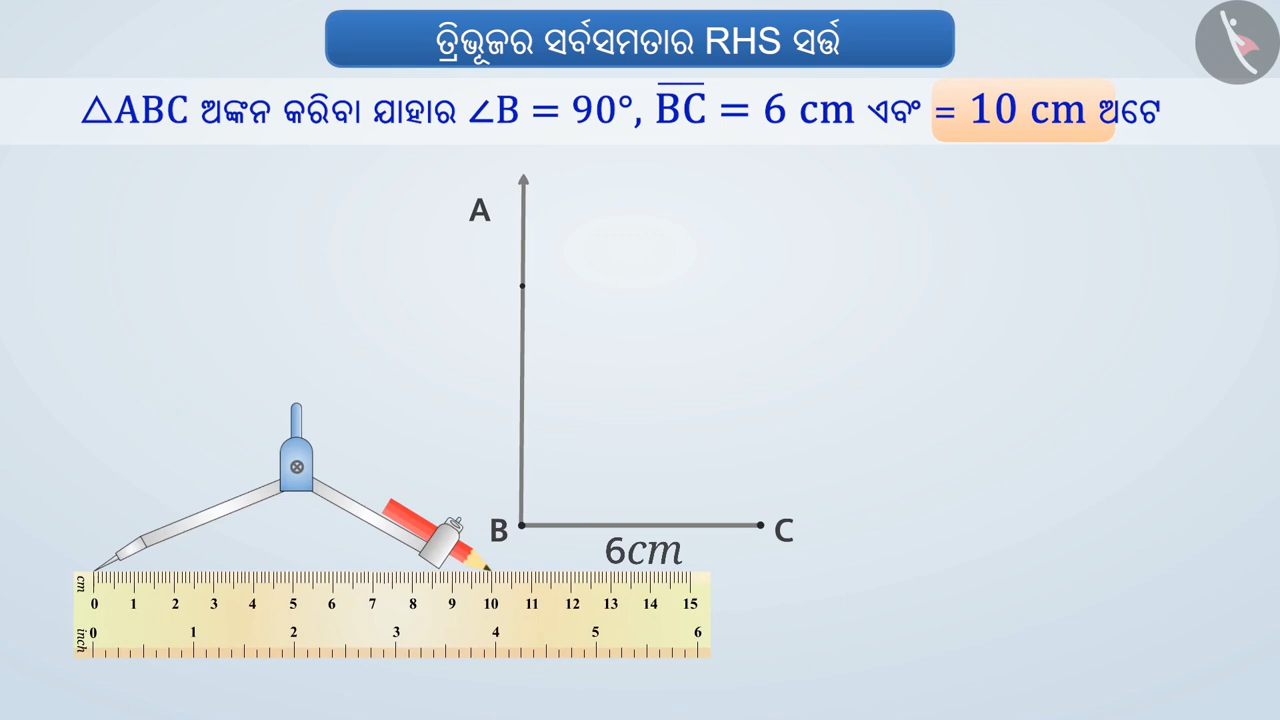 ତ୍ରିଭୂଜର ସର୍ବସମତାର RHS ସର୍ତ୍ତ
△ABC ଅଙ୍କନ କରିବା ଯାହାର ∠B = 90°, B̅C̅ = 6 cm ଏବଂ = 10 cm ଅଟେ
A
B
C
6cm
cm
0 1 2 3 4 5 6 7 8 9 10 11 12 13 14 15
inch
0 1 2 3 4 5 6